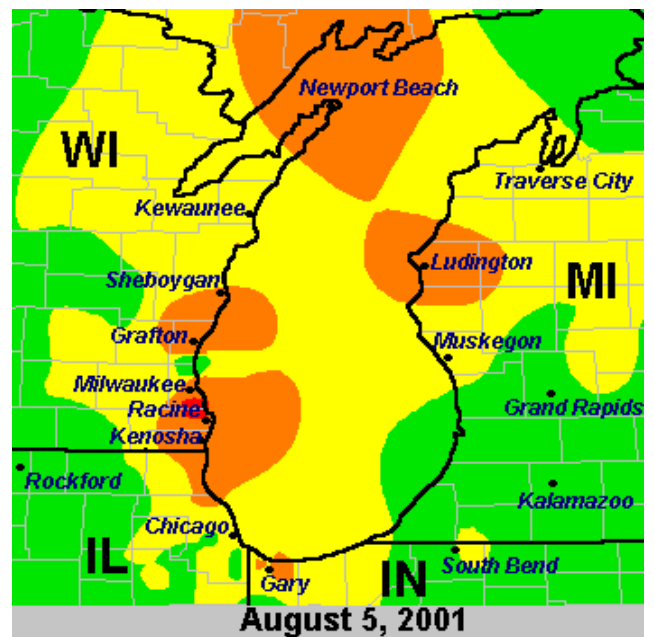 Newport Beach
WI
Traverse City
Kewaunee
Ludington
Sheboygan
MI
Grafton
Muskegon
Milwaukee
Racine
Grand Rapids
Kenosha
Rockford
Kalamazoo
Chicago
IL
South Bend
Gary
IN
August 5, 2001